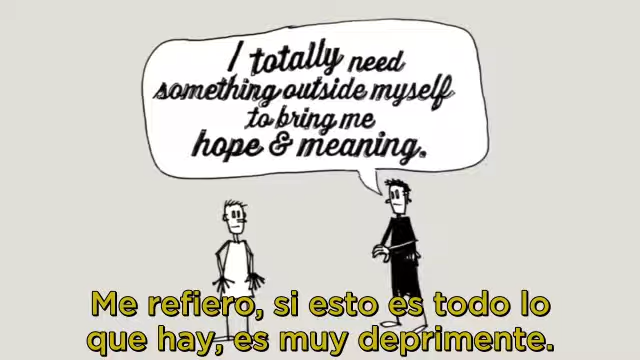 I totally need
something outside myself
to bring me
hope & meaning.
Me refiero, si esto es todo lo
que hay, es muy deprimente.